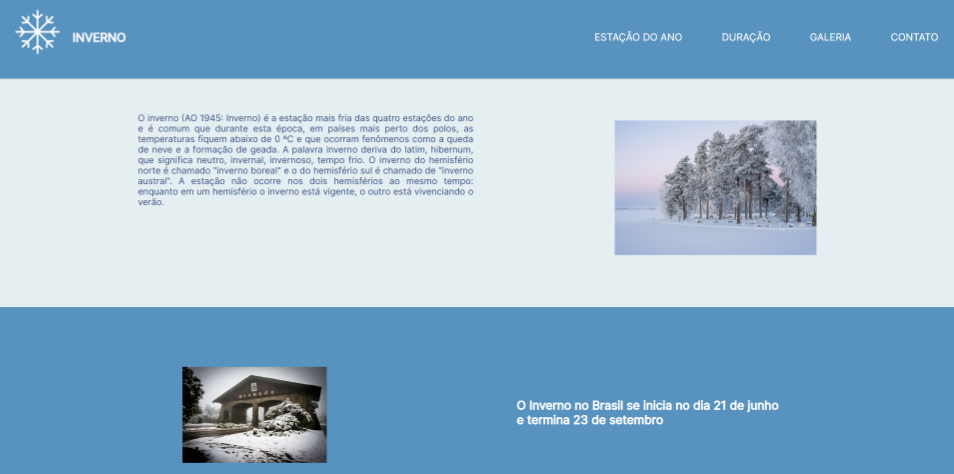 INVERNO
ESTAÇÃO DO ANO
DURAÇÃO
GALERIA
CONTATO
O inverno (AO 1945: Inverno) é a estação mais fria das quatro estações do ano
e é comum que durante esta época, em países mais perto dos polos, as
temperaturas fiquem abaixo de 0 °C e que ocorram fenômenos como a queda
de neve e a formação de geada. A palavra inverno deriva do latim, hibernum,
que significa neutro, invernal, invernoso, tempo frio. O inverno do hemisfério
norte é chamado "inverno boreal" e o do hemisfério sul é chamado de "inverno
austral". A estação não ocorre nos dois hemisférios ao mesmo tempo:
enquanto em um hemisfério o inverno está vigente, o outro está vivenciando o
verão.
O Inverno no Brasil se inicia no dia 21 de junho
e termina 23 de setembro